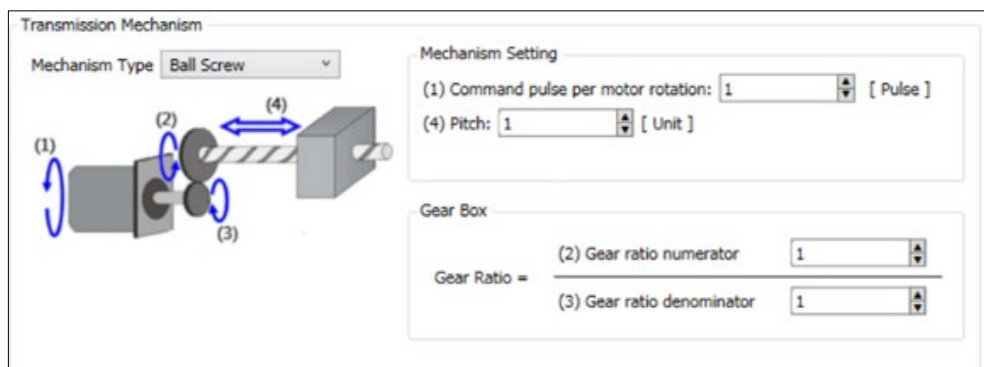 Transmission Mechanism
Mechanism Type Ball Screw
(1)
(2)
(4)
(3)
Mechanism Setting
(1) Command pulse per motor rotation: 1 [ Pulse ]
(4) Pitch: 1 [ Unit ]
Gear Box
Gear Ratio =
(2) Gear ratio numerator 1
(3) Gear ratio denominator 1